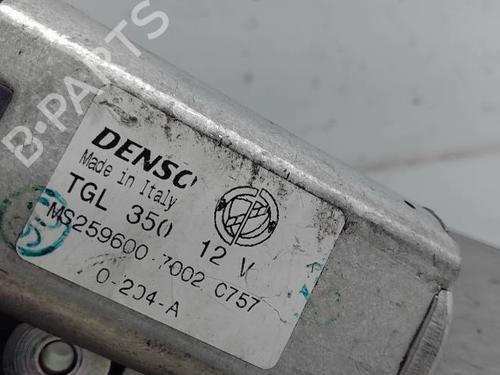 B-PARTS
DENSO
Made in Italy
TGL 350 12 V
MS259600-7002 C757
0-204-A